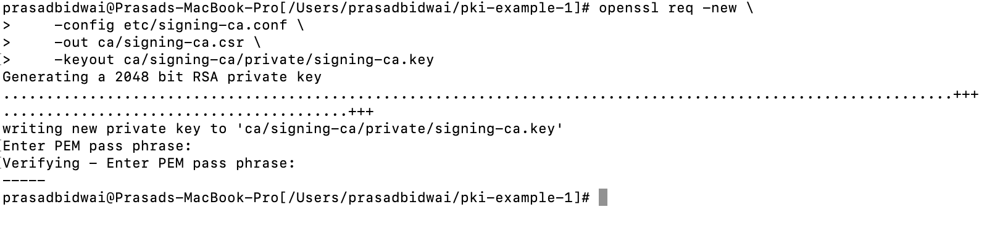 prasadbidwai@Prasads-MacBook-Pro[/Users/prasadbidwai/pki-example-1]# openssl req -new \
>     -config etc/signing-ca.conf \
>     -out ca/signing-ca.csr \
>     -keyout ca/signing-ca/private/signing-ca.key
Generating a 2048 bit RSA private key
..............................................................................................................+++
........................................+++
writing new private key to 'ca/signing-ca/private/signing-ca.key'
Enter PEM pass phrase:
Verifying - Enter PEM pass phrase:
-----
prasadbidwai@Prasads-MacBook-Pro[/Users/prasadbidwai/pki-example-1]#